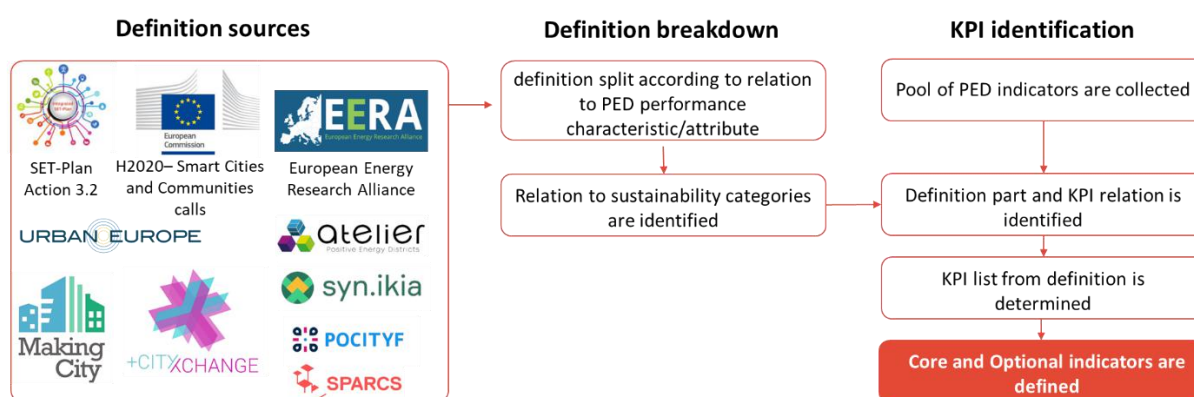 Definition sources
SET-Plan
Action 3.2
European
Commission
H2020– Smart Cities
and Communities
calls
EERA
European Energy Research Alliance
European Energy
Research Alliance
URBAN EUROPE
atelier
Positive Energy Districts
Making
City
+CITYXCHANGE
syn.ikia
POCITYF
SPARCS
Definition breakdown
definition split according to relation
to PED performance
characteristic/attribute
Relation to sustainability categories
are identified
KPI identification
Pool of PED indicators are collected
Definition part and KPI relation is
identified
KPI list from definition is
determined
Core and Optional indicators are
defined